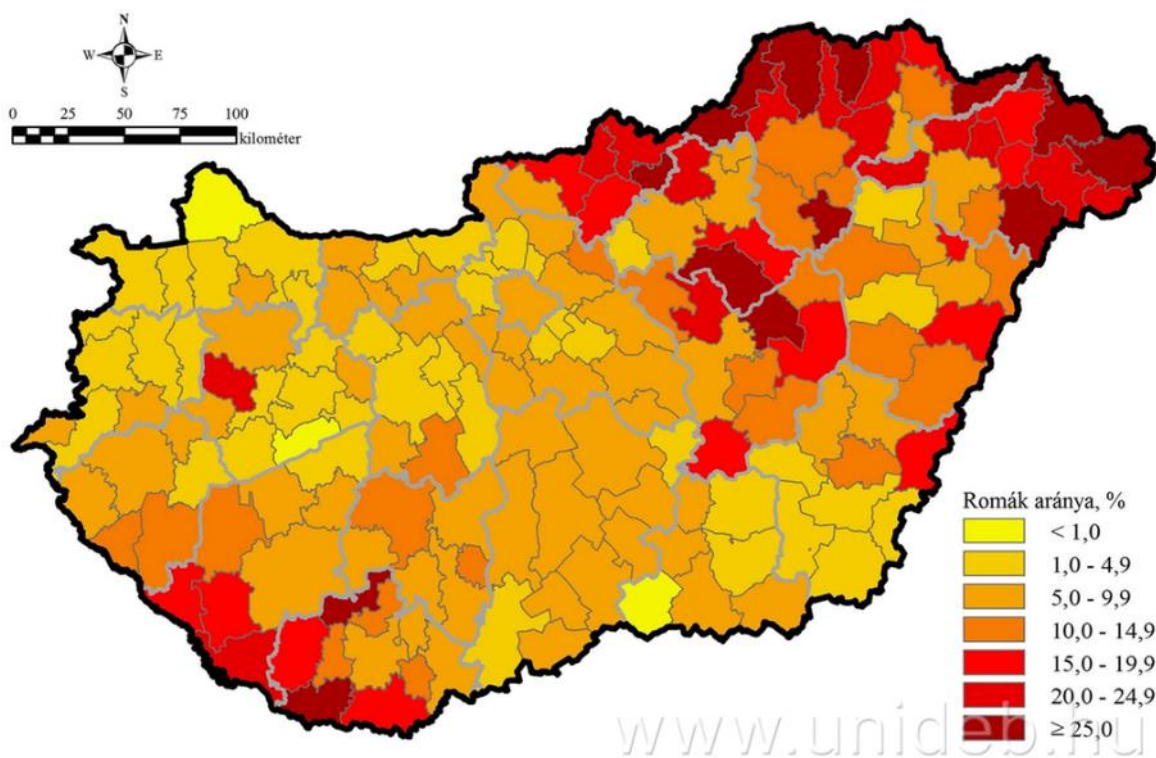 N
W E
S
0 25 50 75 100
kilométer
Romák aránya, %
< 1,0
1,0 - 4,9
5,0 - 9,9
10,0 - 14,9
15,0 - 19,9
20,0 - 24,9
≥ 25,0
www.unideb.hu